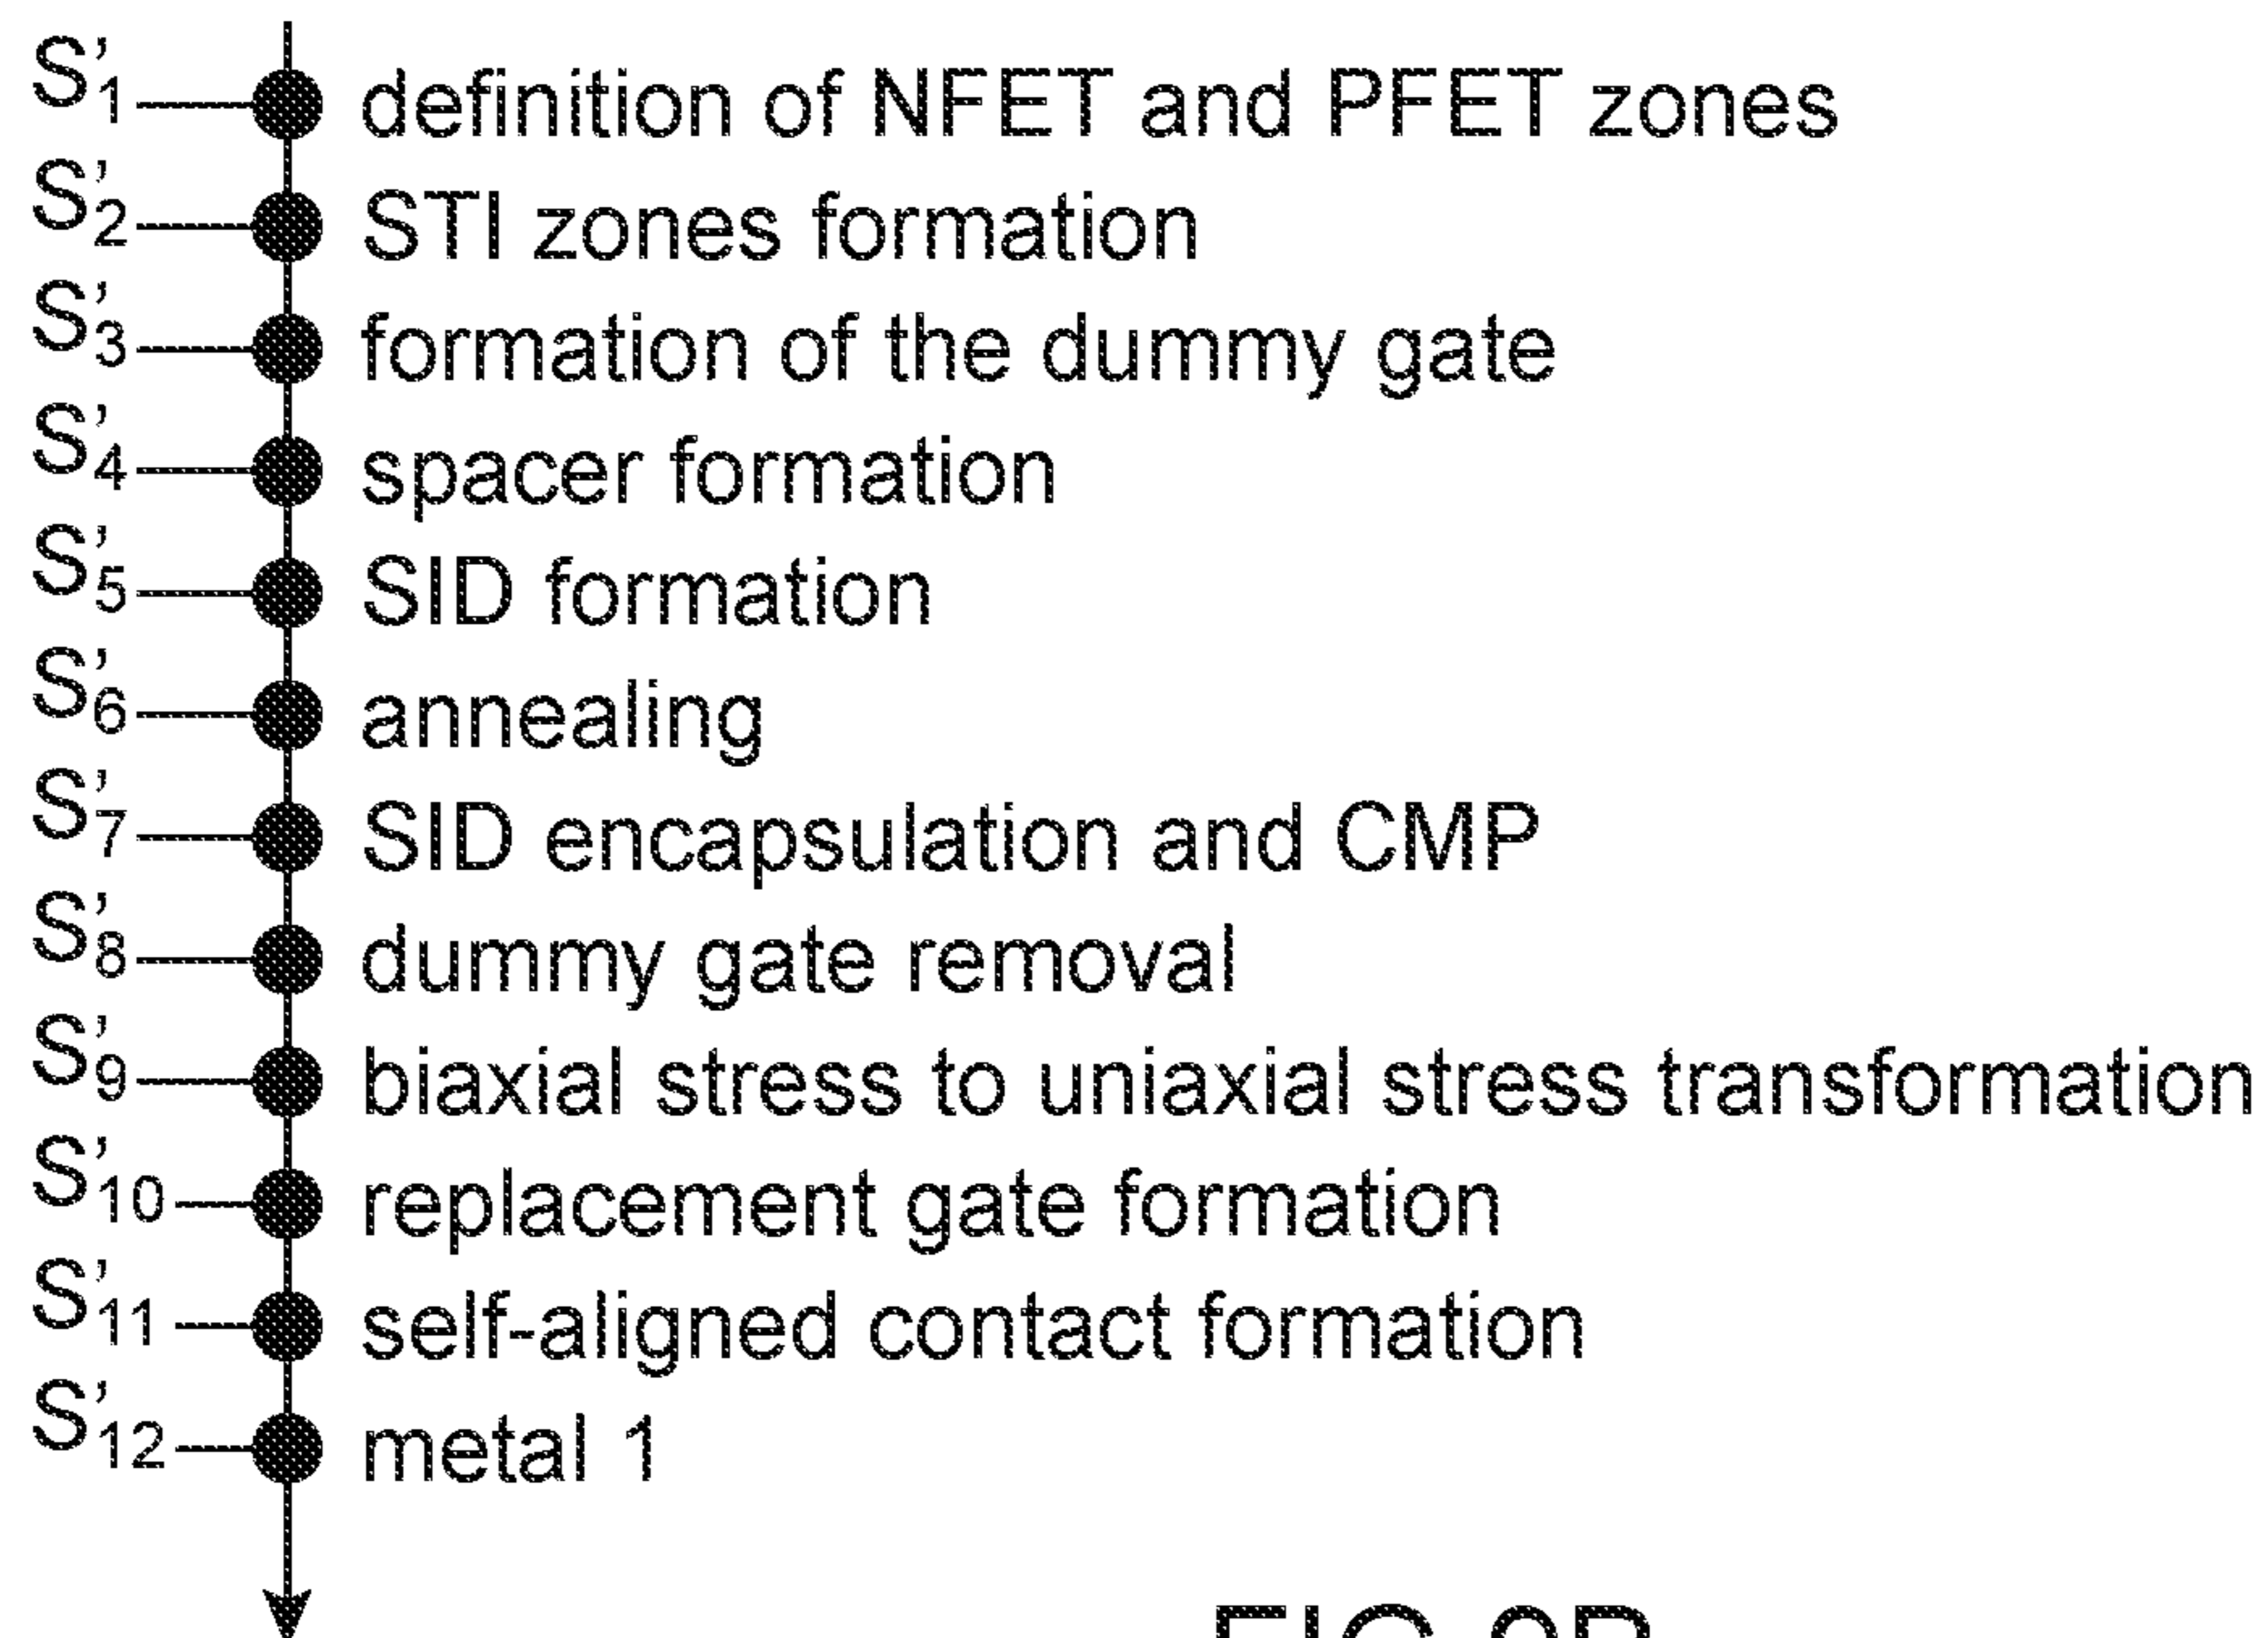 S'1 definition of NFET and PFET zones
S'2 STI zones formation
S'3 formation of the dummy gate
S'4 spacer formation
S'5 SID formation
S'6 annealing
S'7 SID encapsulation and CMP
S'8 dummy gate removal
S'9 biaxial stress to uniaxial stress transformation
S'10 replacement gate formation
S'11 self-aligned contact formation
S'12 metal 1